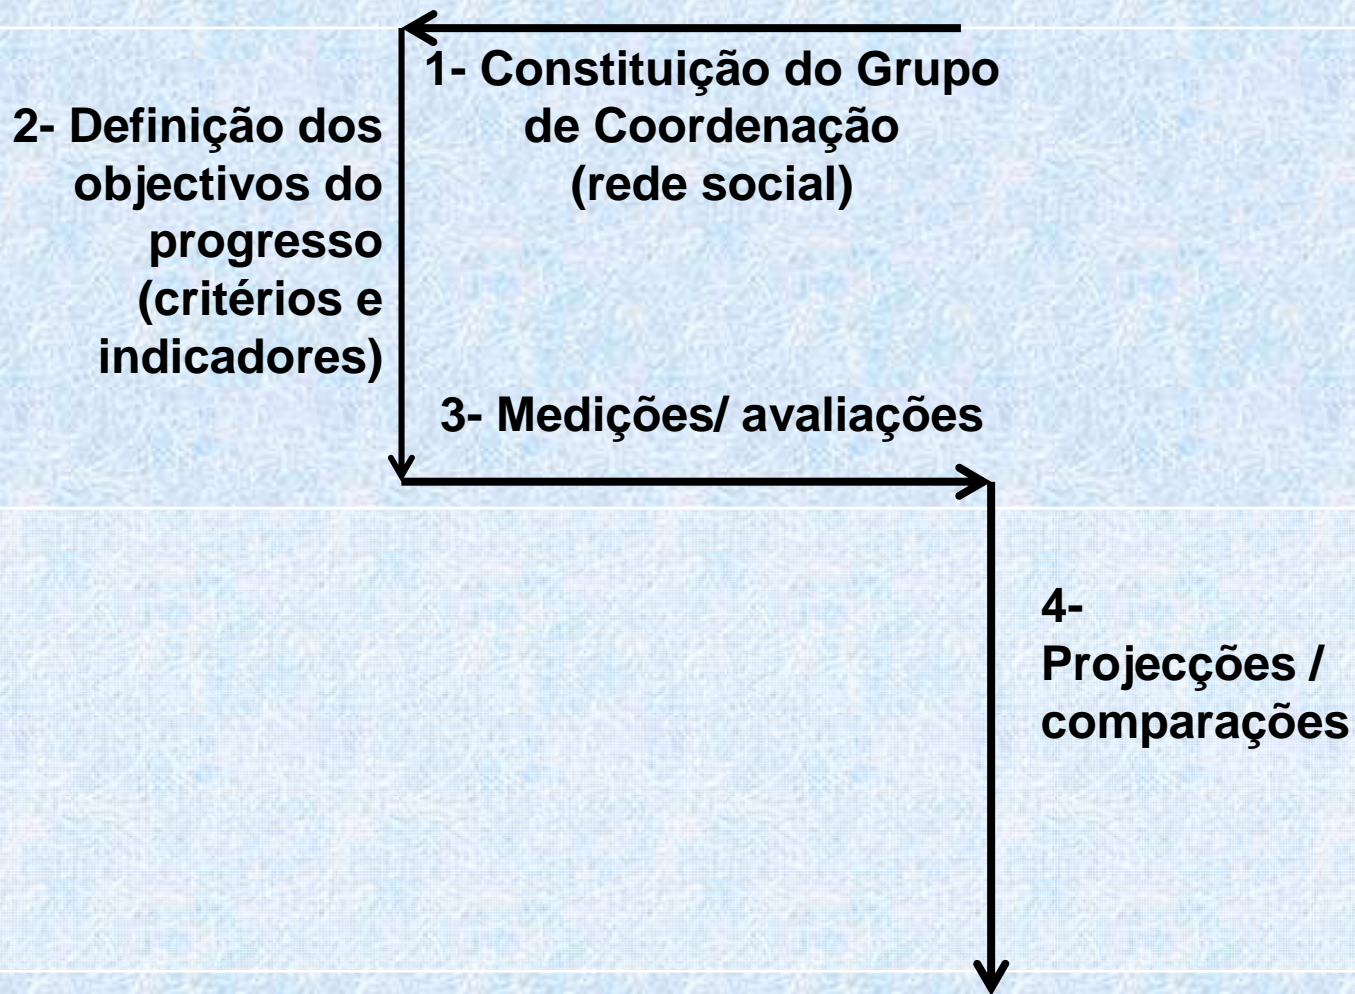 1- Constituição do Grupo
de Coordenação
(rede social)
2- Definição dos
objectivos do
progresso
(critérios e
indicadores)
3- Medições/ avaliações
4-
Projecções /
comparações